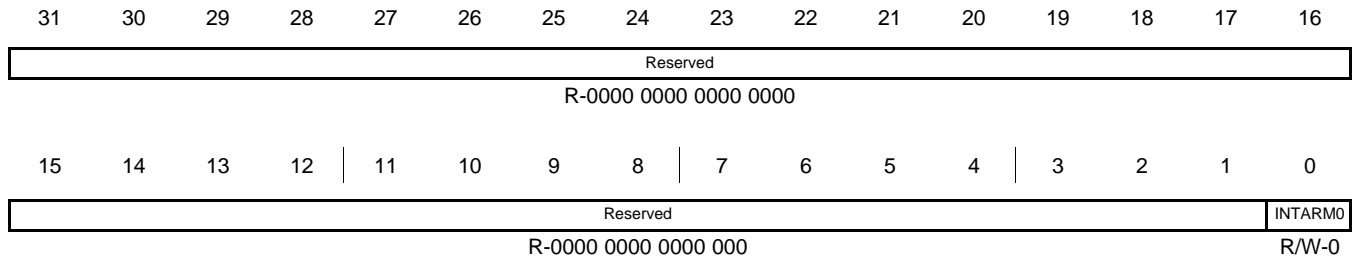 31 30 29 28 27 26 25 24 23 22 21 20 19 18 17 16
Reserved
R-0000 0000 0000 0000
15 14 13 12 11 10 9 8 7 6 5 4 3 2 1 0
Reserved INTARM0
R-0000 0000 0000 000 R/W-0